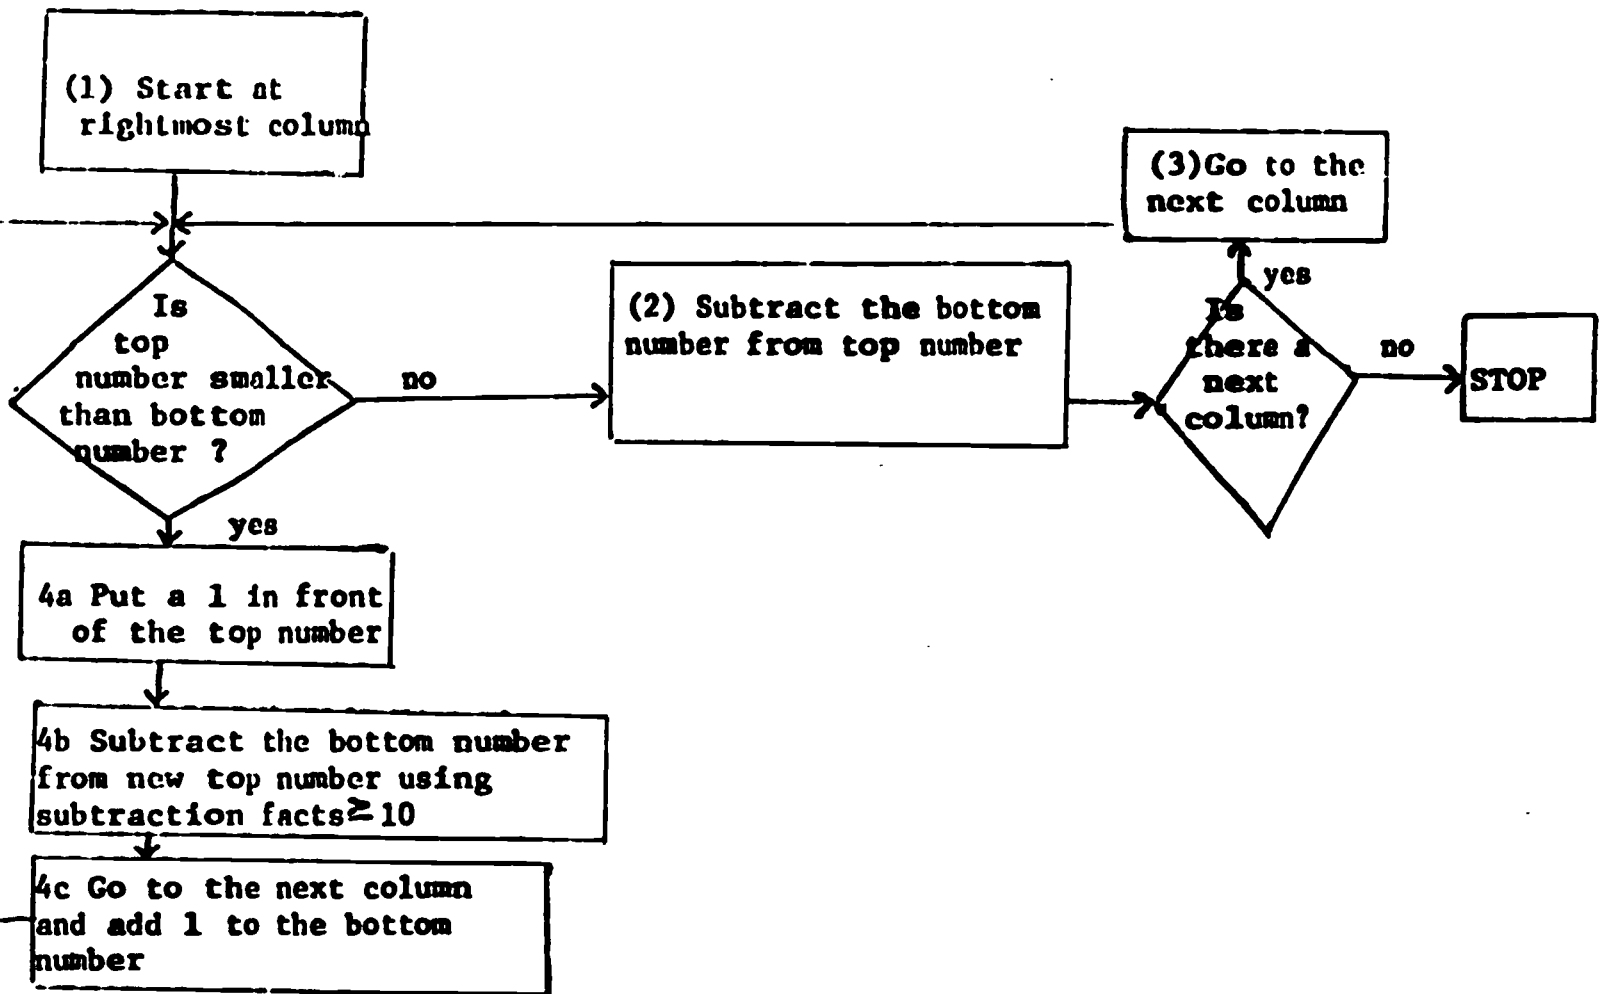 (1) Start at
rightmost column
(3)Go to the
next column
yes
Is
top
number smaller
than bottom
number ?
no
(2) Subtract the bottom
number from top number
Is
there a
next
column?
no
STOP
yes
4a Put a 1 in front
of the top number
4b Subtract the bottom number
from new top number using
subtraction facts≥10
4c Go to the next column
and add 1 to the bottom
number